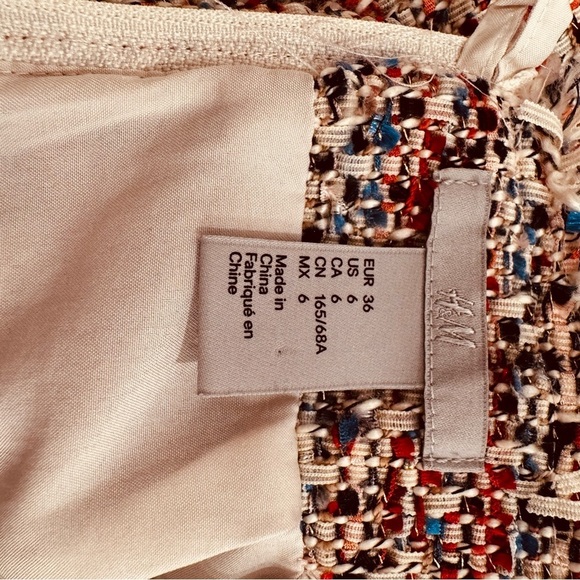 H&M
EUR 36
US 6
CA 6
CN 165/68A
MX 6
Made in
China
Fabriqué en
Chine